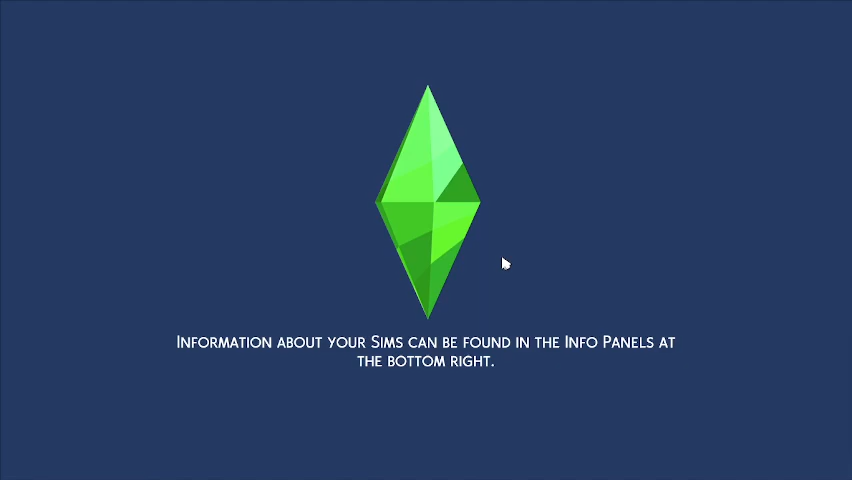 Information about your Sims can be found in the Info Panels at
the bottom right.